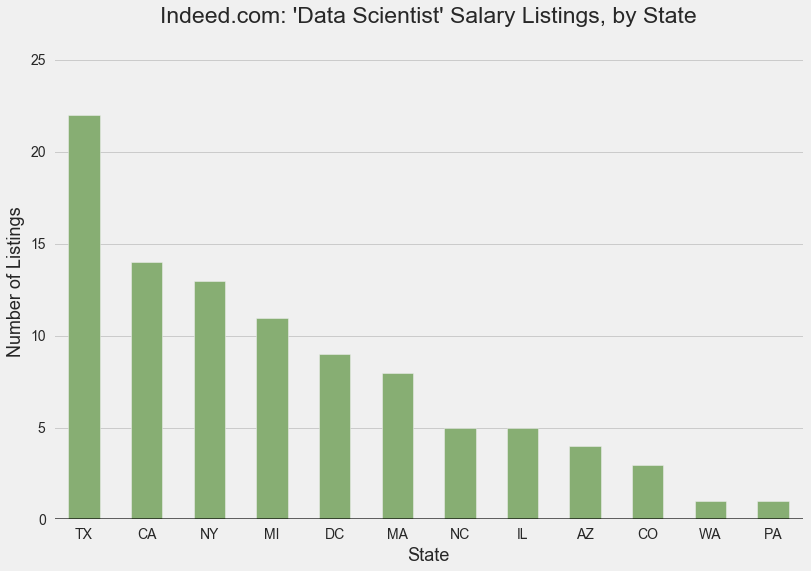 Indeed.com: 'Data Scientist' Salary Listings, by State
Number of Listings
25
20
15
10
5
0
TX CA NY MI DC MA NC IL AZ CO WA PA
State